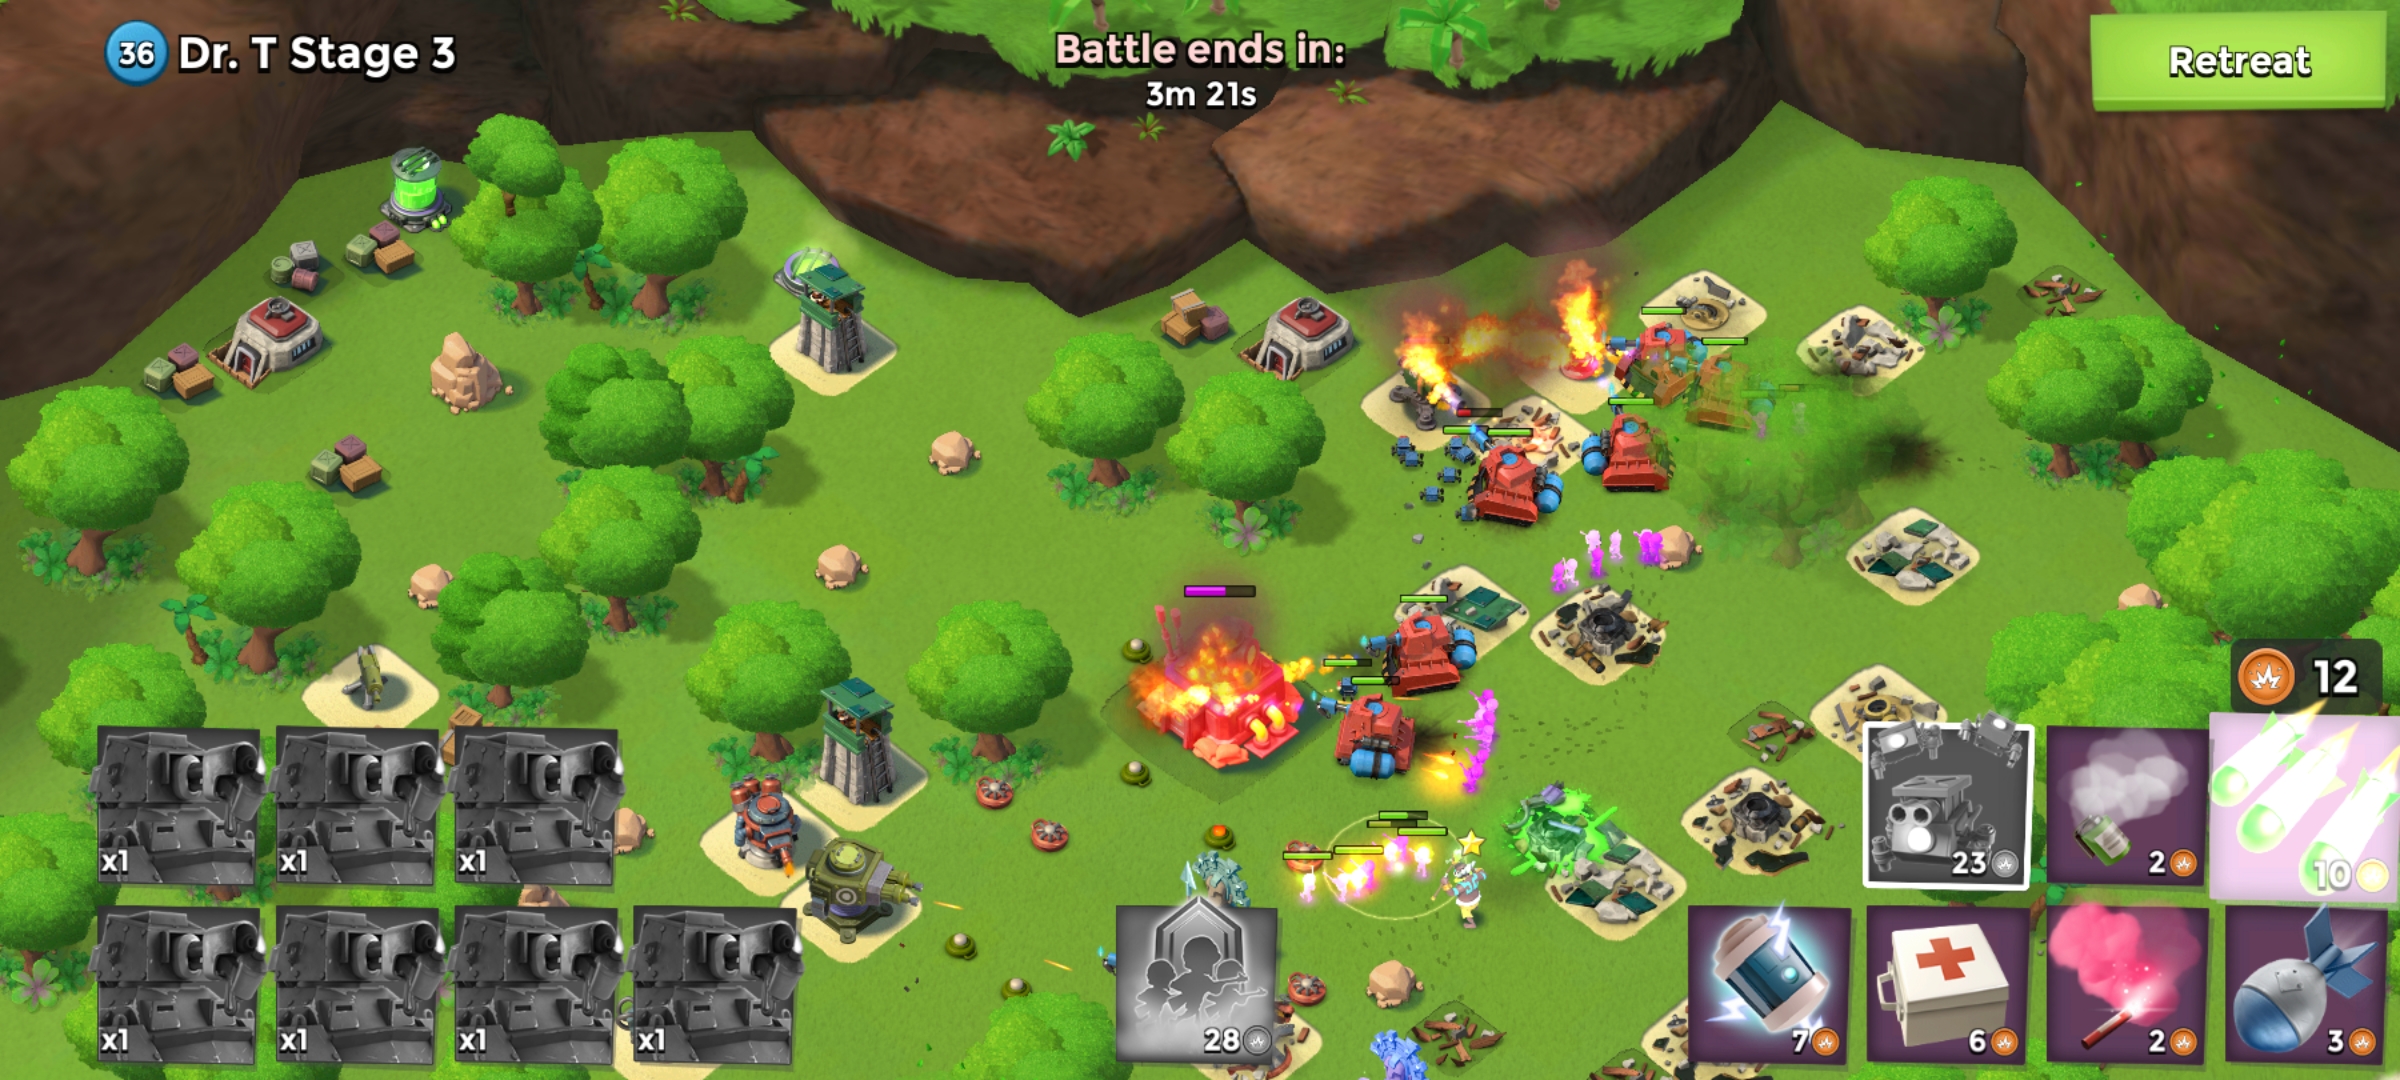 36 Dr. T Stage 3
Battle ends in:
3m 21s
Retreat
12
x1
x1
x1
23
2
10
x1
x1
x1
x1
28
7
6
2
3